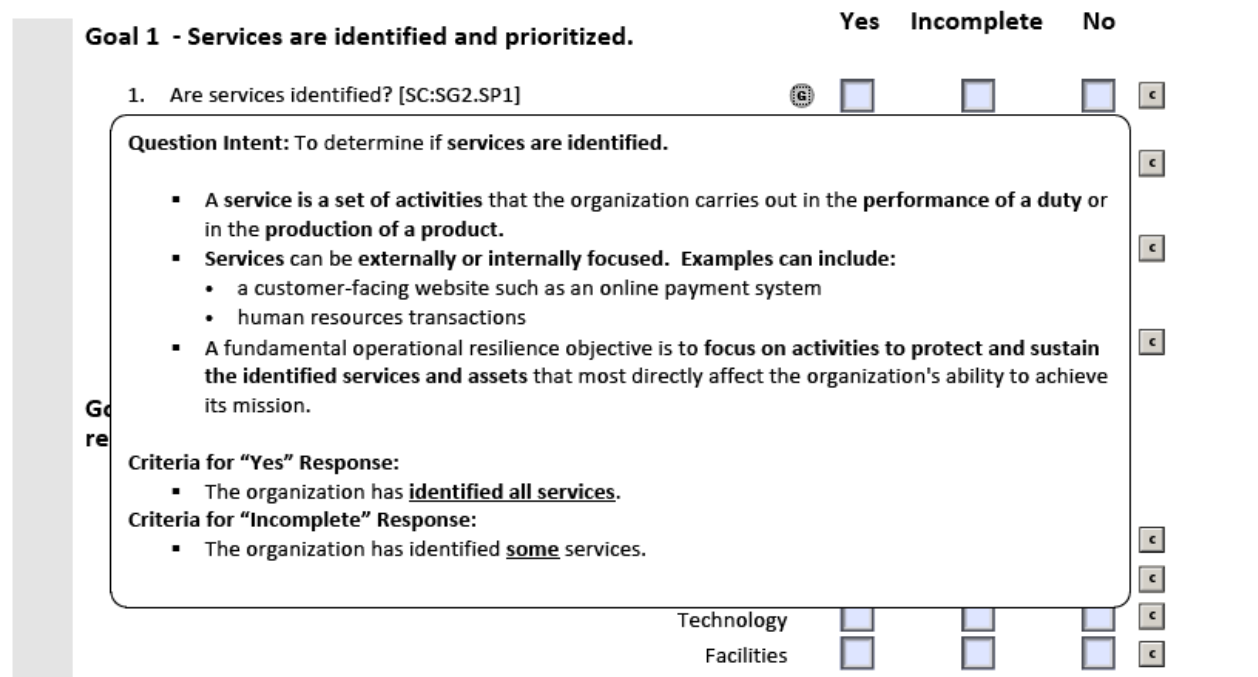 Yes Incomplete No
Goal 1 - Services are identified and prioritized.
1. Are services identified? [SC:SG2.SP1] G c
Question Intent: To determine if services are identified.
c
▪ A service is a set of activities that the organization carries out in the performance of a duty or
in the production of a product.
c
▪ Services can be externally or internally focused. Examples can include:
• a customer-facing website such as an online payment system
• human resources transactions
▪ A fundamental operational resilience objective is to focus on activities to protect and sustain
c
the identified services and assets that most directly affect the organization's ability to achieve
its mission.
Criteria for “Yes” Response:
▪ The organization has identified all services.
Criteria for “Incomplete” Response:
▪ The organization has identified some services.
c
c
Technology c
Facilities c